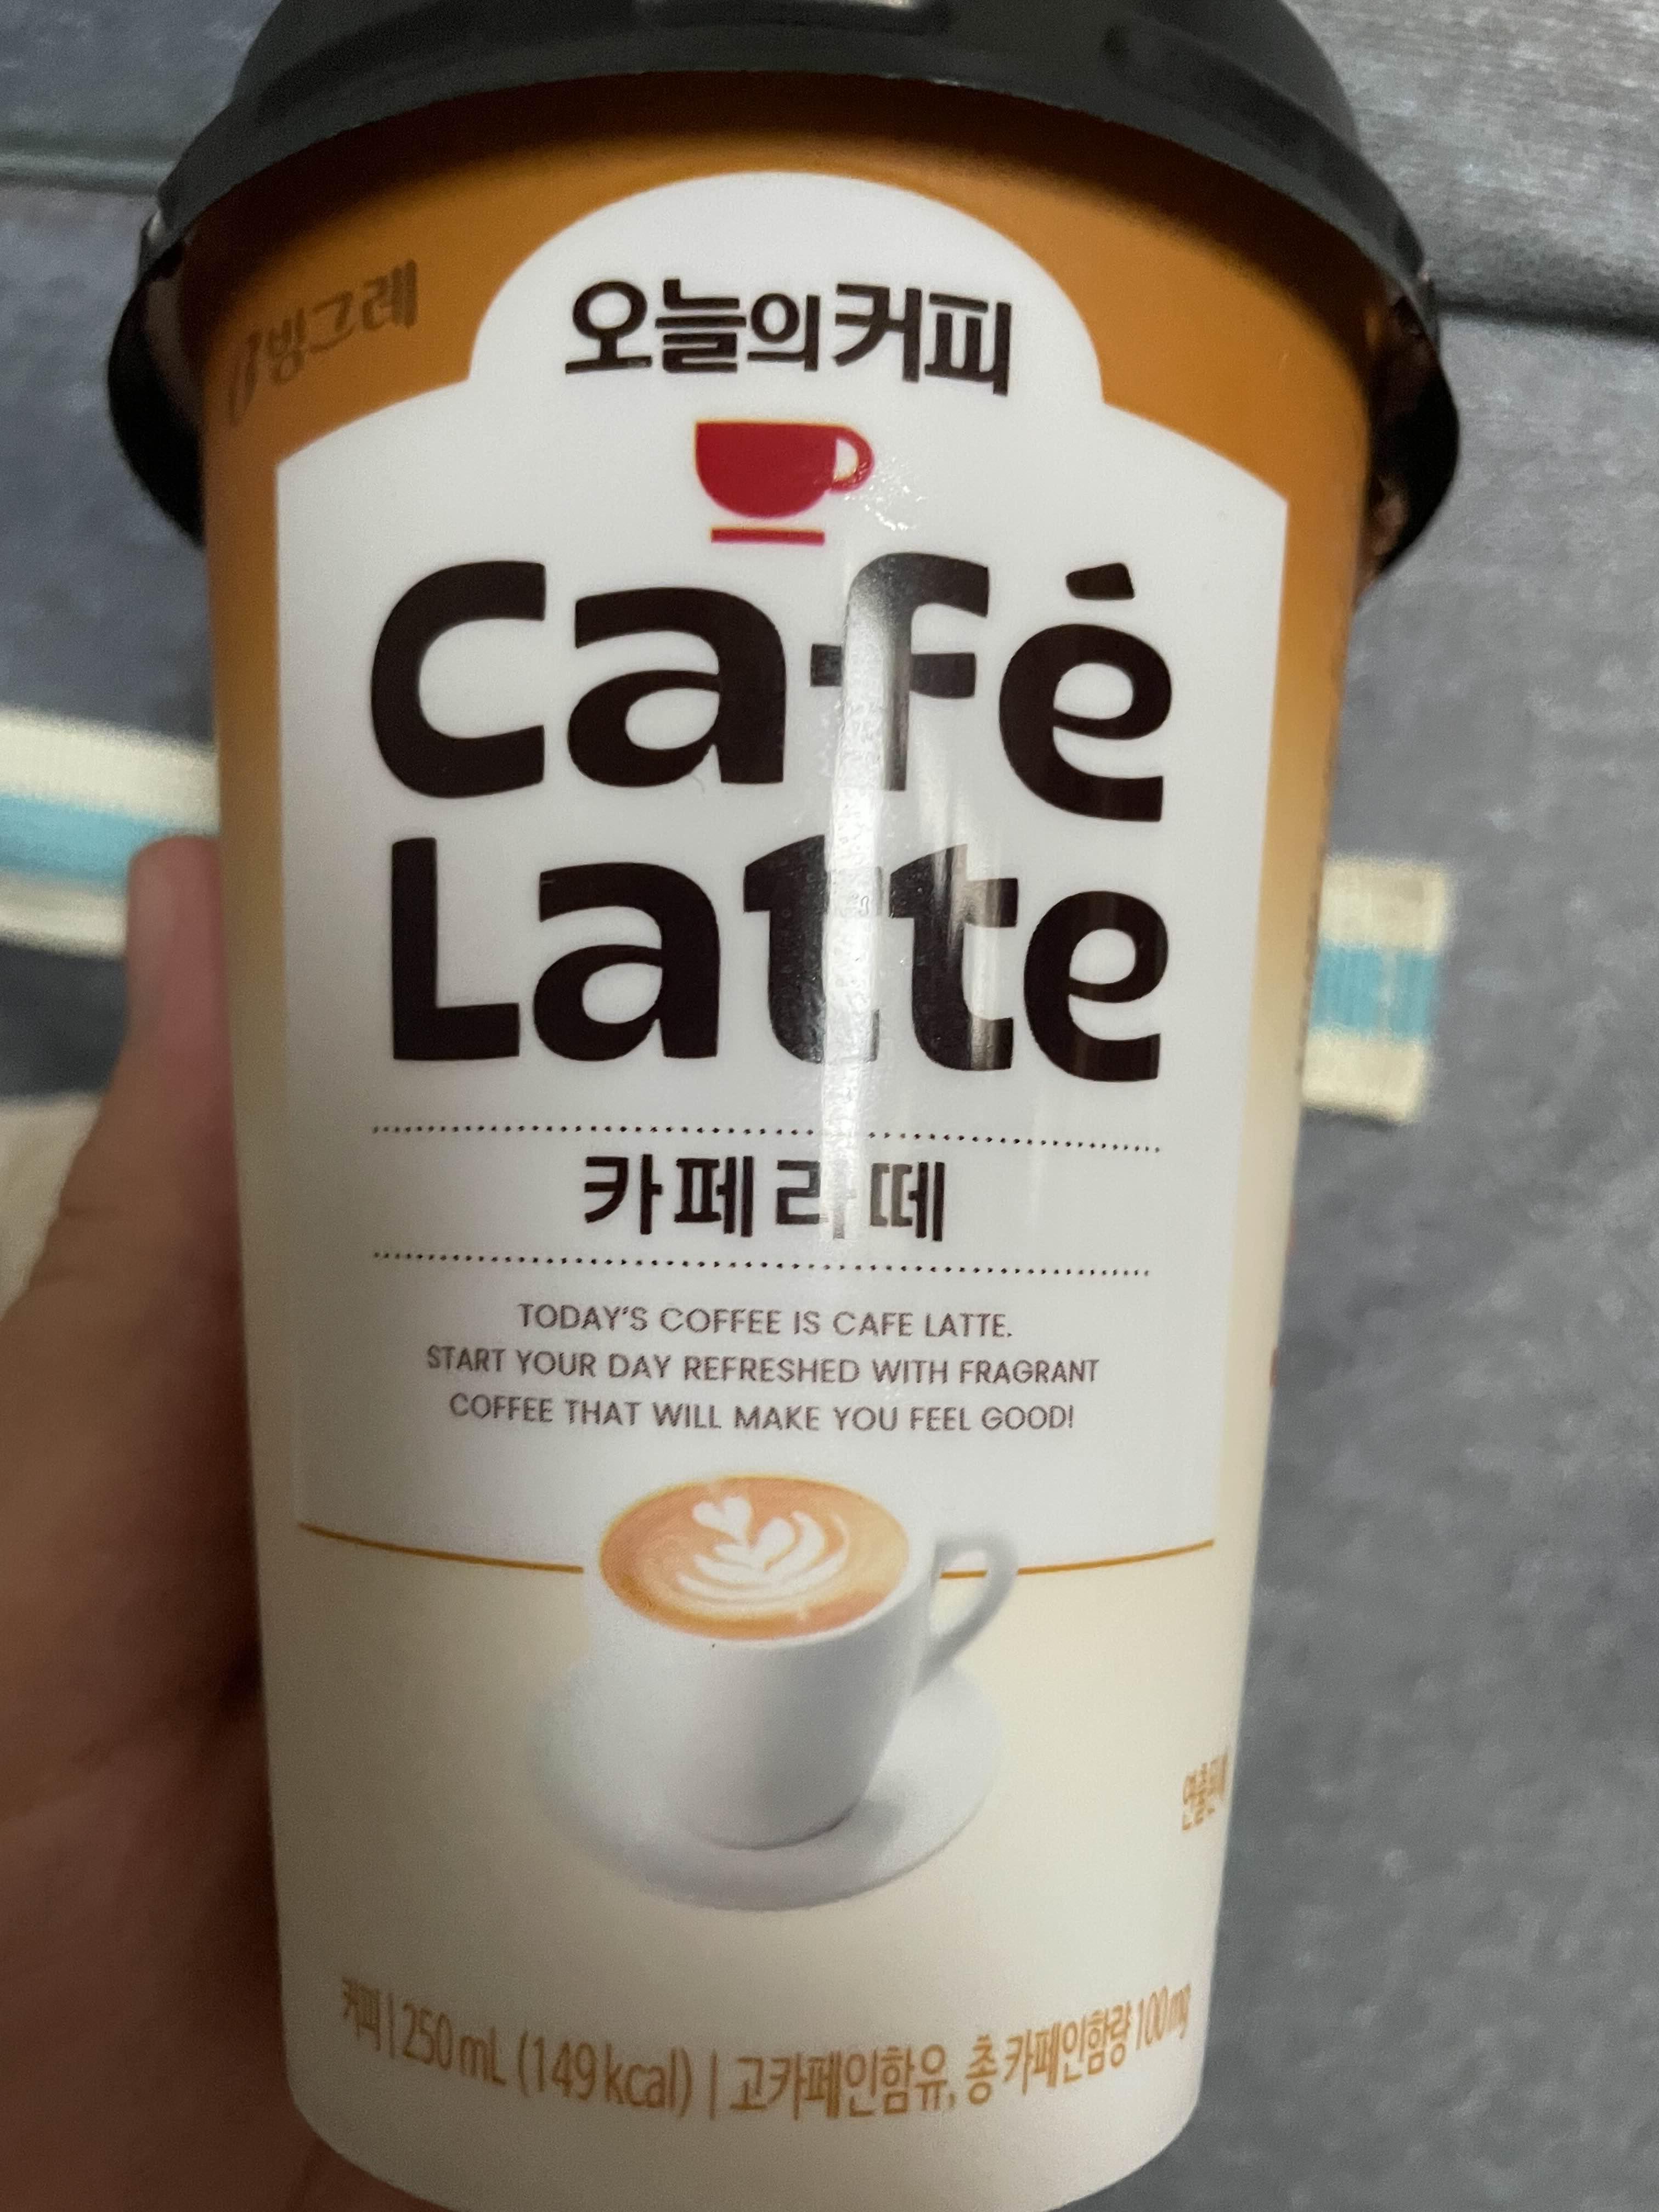 빙그레
오늘의 커피
Café
Latte
카페라떼
TODAY'S COFFEE IS CAFE LATTE.
START YOUR DAY REFRESHED WITH FRAGRANT
COFFEE THAT WILL MAKE YOU FEEL GOOD!
커피 | 250 mL (149 kcal) | 고카페인함유, 총 카페인함량 100 mg